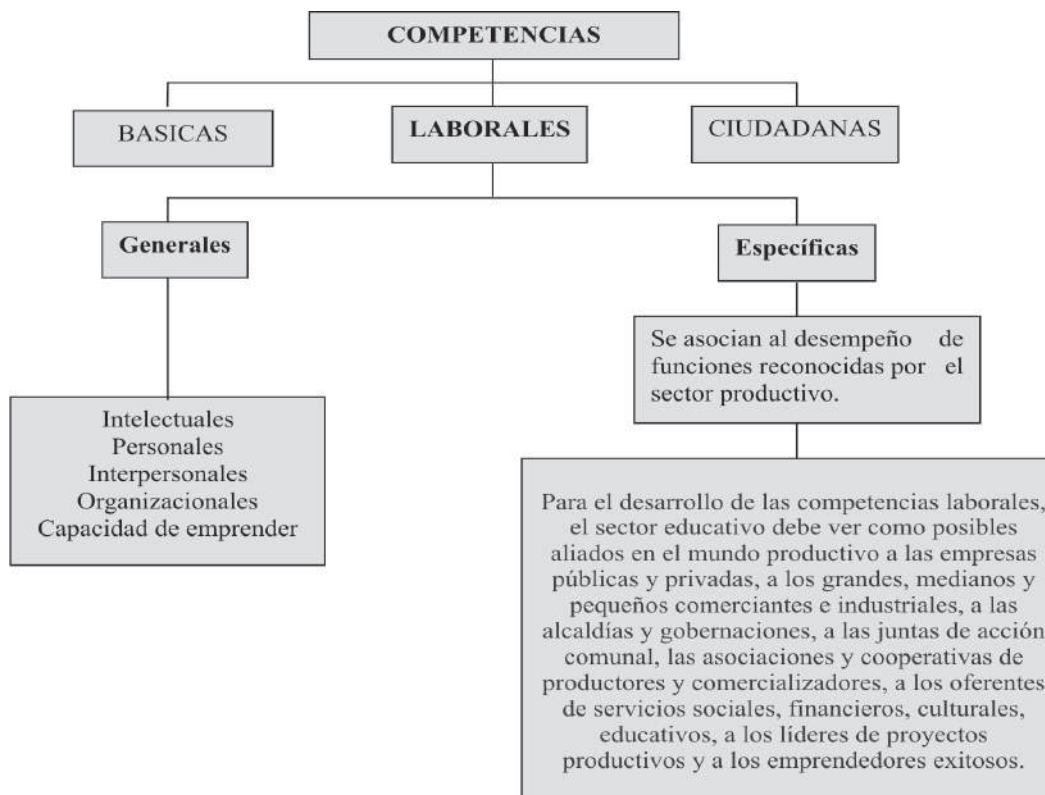 COMPETENCIAS
BASICAS
LABORALES
CIUDADANAS
Generales
Específicas
Se asocian al desempeño de
funciones reconocidas por el
sector productivo.
Intelectuales
Personales
Interpersonales
Organizacionales
Capacidad de emprender
Para el desarrollo de las competencias laborales,
el sector educativo debe ver como posibles
aliados en el mundo productivo a las empresas
públicas y privadas, a los grandes, medianos y
pequeños comerciantes e industriales, a las
alcaldías y gobernaciones, a las juntas de acción
comunal, las asociaciones y cooperativas de
productores y comercializadores, a los oferentes
de servicios sociales, financieros, culturales,
educativos, a los líderes de proyectos
productivos y a los emprendedores exitosos.